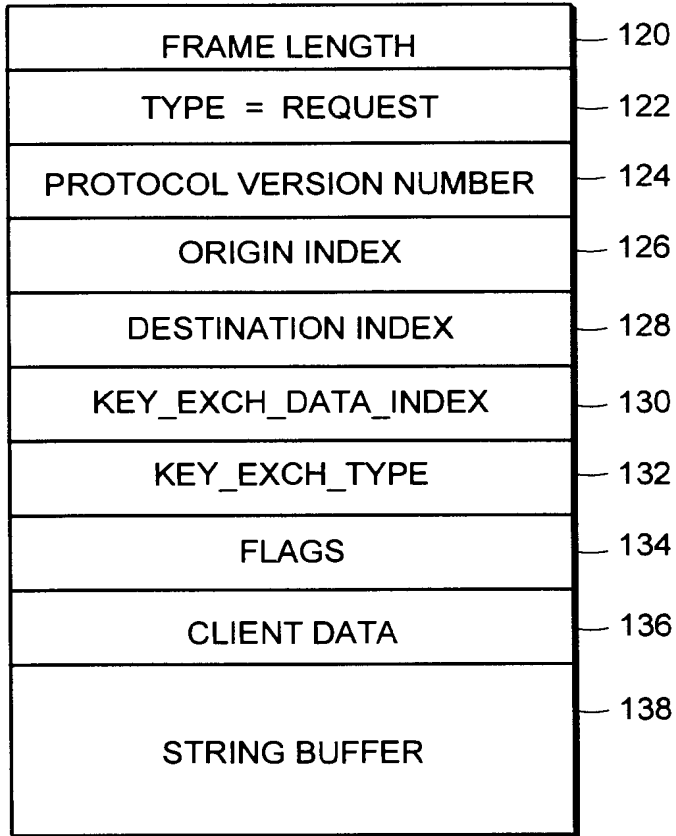 FRAME LENGTH 120
TYPE = REQUEST 122
PROTOCOL VERSION NUMBER 124
ORIGIN INDEX 126
DESTINATION INDEX 128
KEY_EXCH_DATA_INDEX 130
KEY_EXCH_TYPE 132
FLAGS 134
CLIENT DATA 136
STRING BUFFER 138